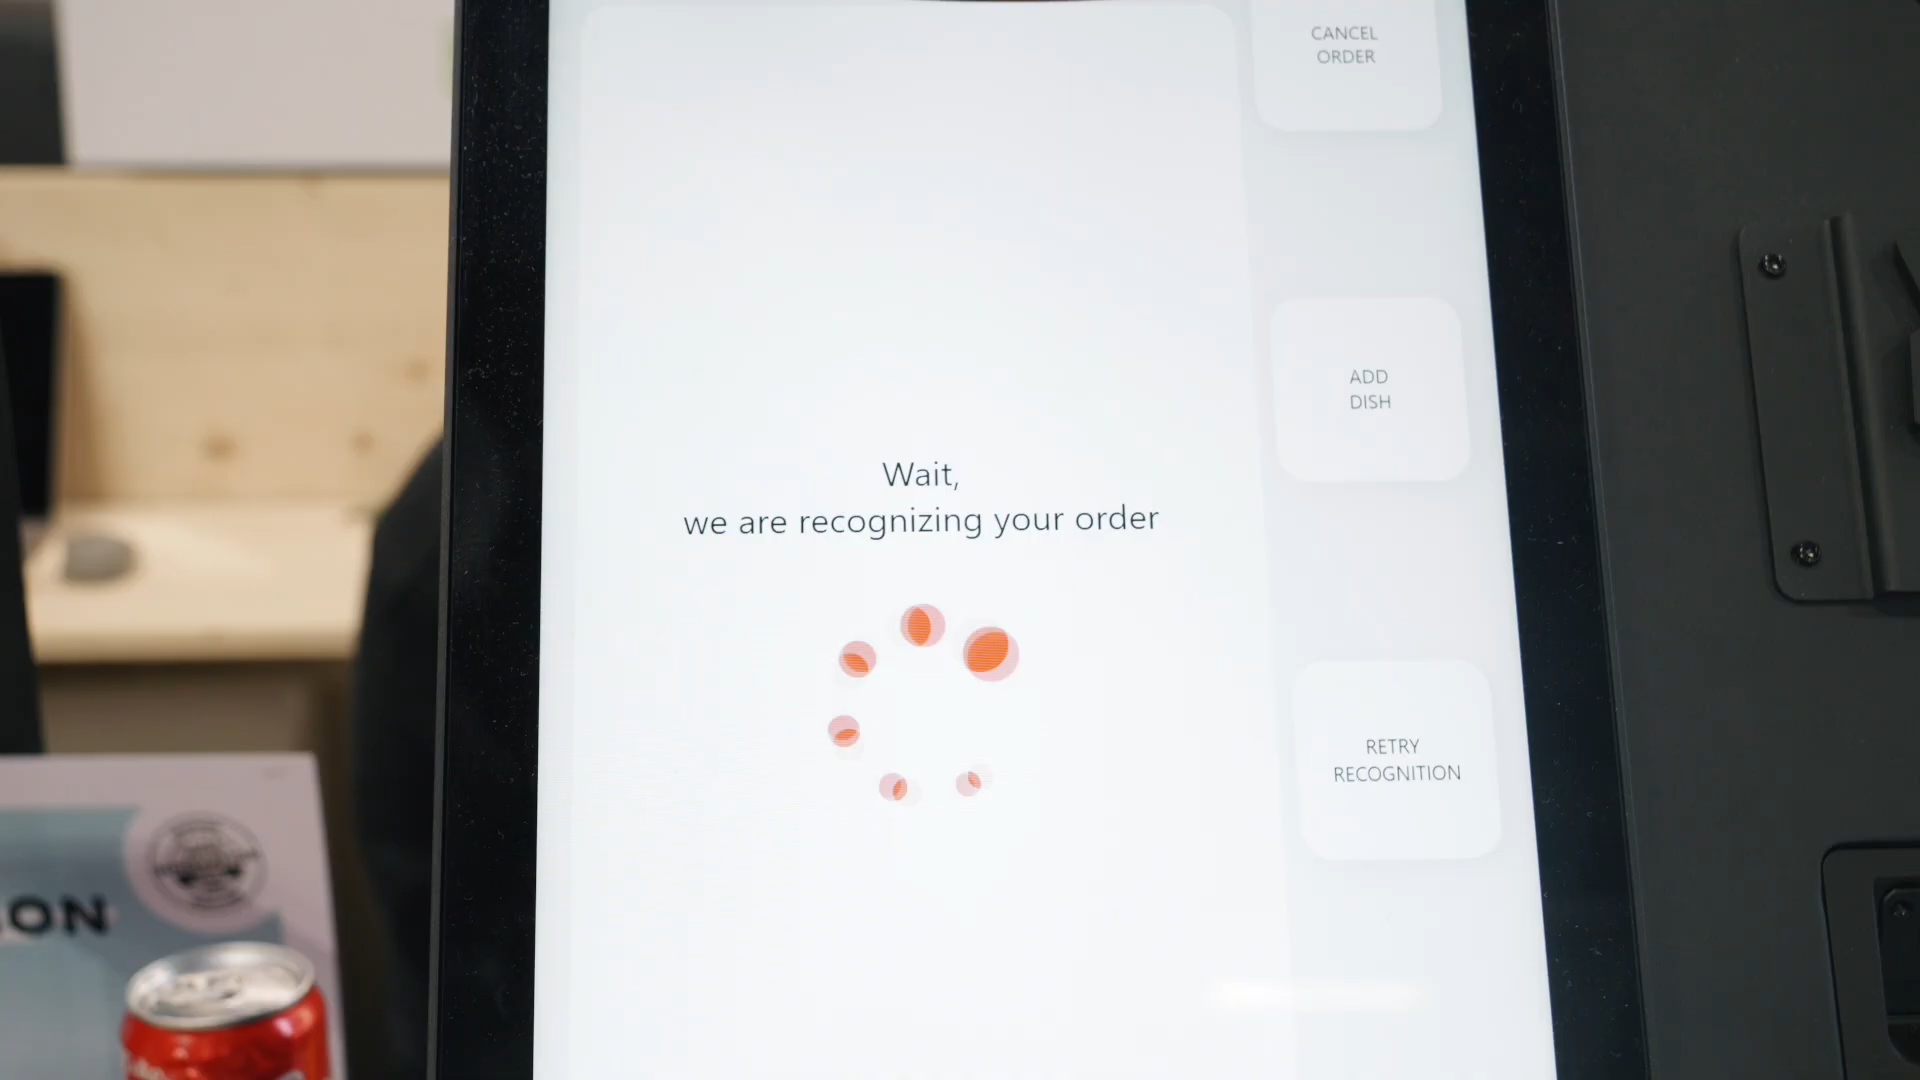 CANCEL
ORDER
ADD
DISH
Wait,
we are recognizing your order
RETRY
RECOGNITION
ON